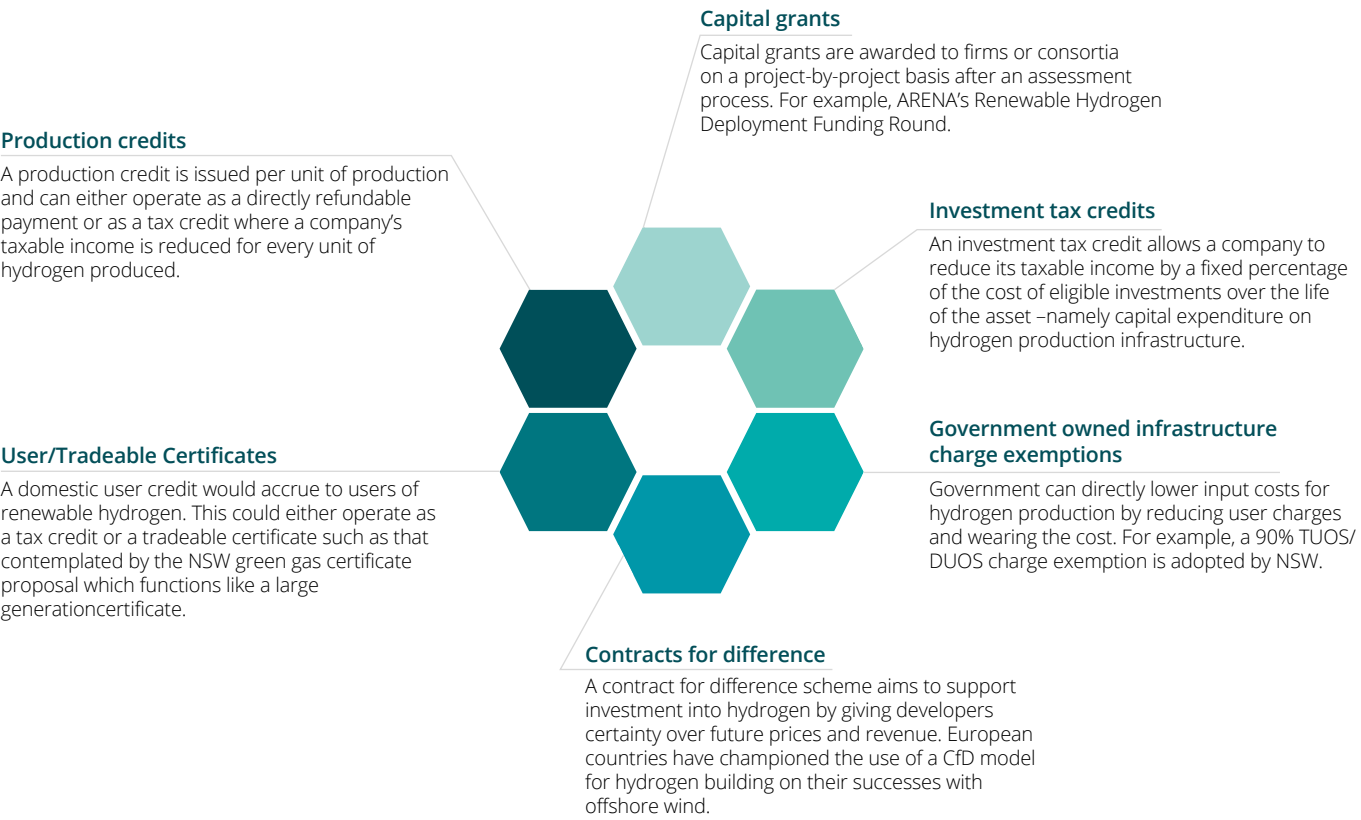 Capital grants
Capital grants are awarded to firms or consortia
on a project-by-project basis after an assessment
process. For example, ARENA's Renewable Hydrogen
Deployment Funding Round.
Production credits
A production credit is issued per unit of production
and can either operate as a directly refundable
payment or as a tax credit where a company's
taxable income is reduced for every unit of
hydrogen produced.
Investment tax credits
An investment tax credit allows a company to
reduce its taxable income by a fixed percentage
of the cost of eligible investments over the life
of the asset –namely capital expenditure on
hydrogen production infrastructure.
User/Tradeable Certificates
A domestic user credit would accrue to users of
renewable hydrogen. This could either operate as
a tax credit or a tradeable certificate such as that
contemplated by the NSW green gas certificate
proposal which functions like a large
generationcertificate.
Government owned infrastructure
charge exemptions
Government can directly lower input costs for
hydrogen production by reducing user charges
and wearing the cost. For example, a 90% TUOS/
DUOS charge exemption is adopted by NSW.
Contracts for difference
A contract for difference scheme aims to support
investment into hydrogen by giving developers
certainty over future prices and revenue. European
countries have championed the use of a CfD model
for hydrogen building on their successes with
offshore wind.